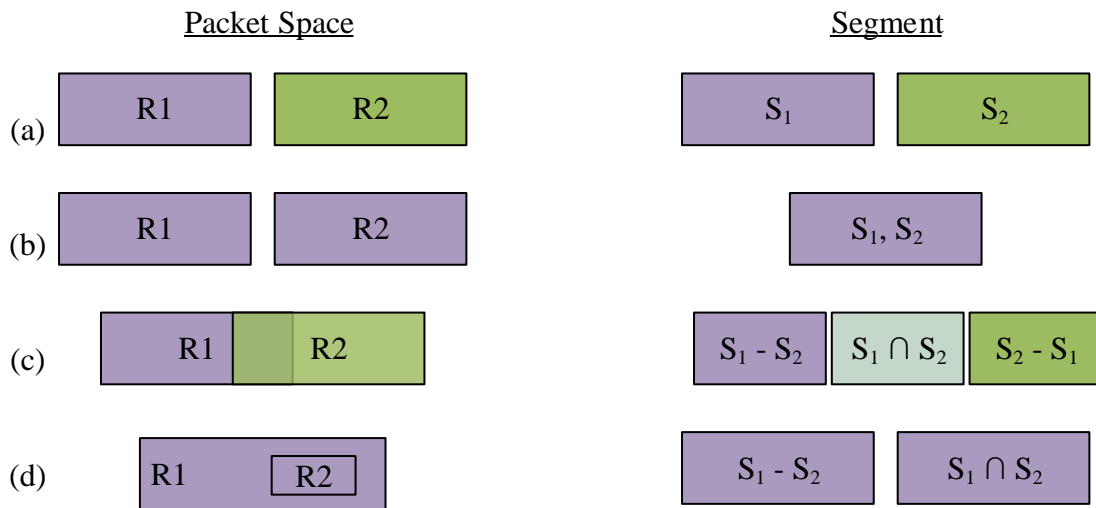 Packet Space Segment
(a) R1 R2 S₁ S₂
(b) R1 R2 S₁, S₂
(c) R1 R2 S₁ - S₂ S₁ ∩ S₂ S₂ - S₁
(d) R1 R2 S₁ - S₂ S₁ ∩ S₂